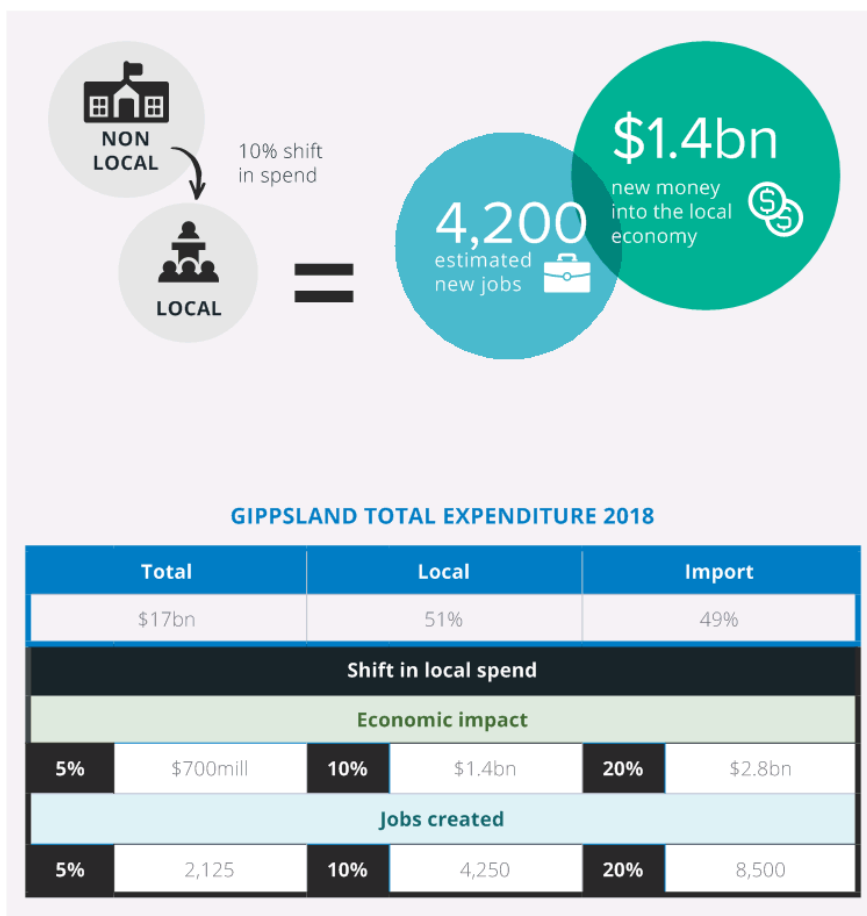 NON
LOCAL
10% shift
in spend
LOCAL
=
4,200
estimated
new jobs
$1.4bn
new money
into the local
economy
GIPPSLAND TOTAL EXPENDITURE 2018
Total Local Import
$17bn 51% 49%
Shift in local spend
Economic impact
5% $700mill 10% $1.4bn 20% $2.8bn
Jobs created
5% 2,125 10% 4,250 20% 8,500